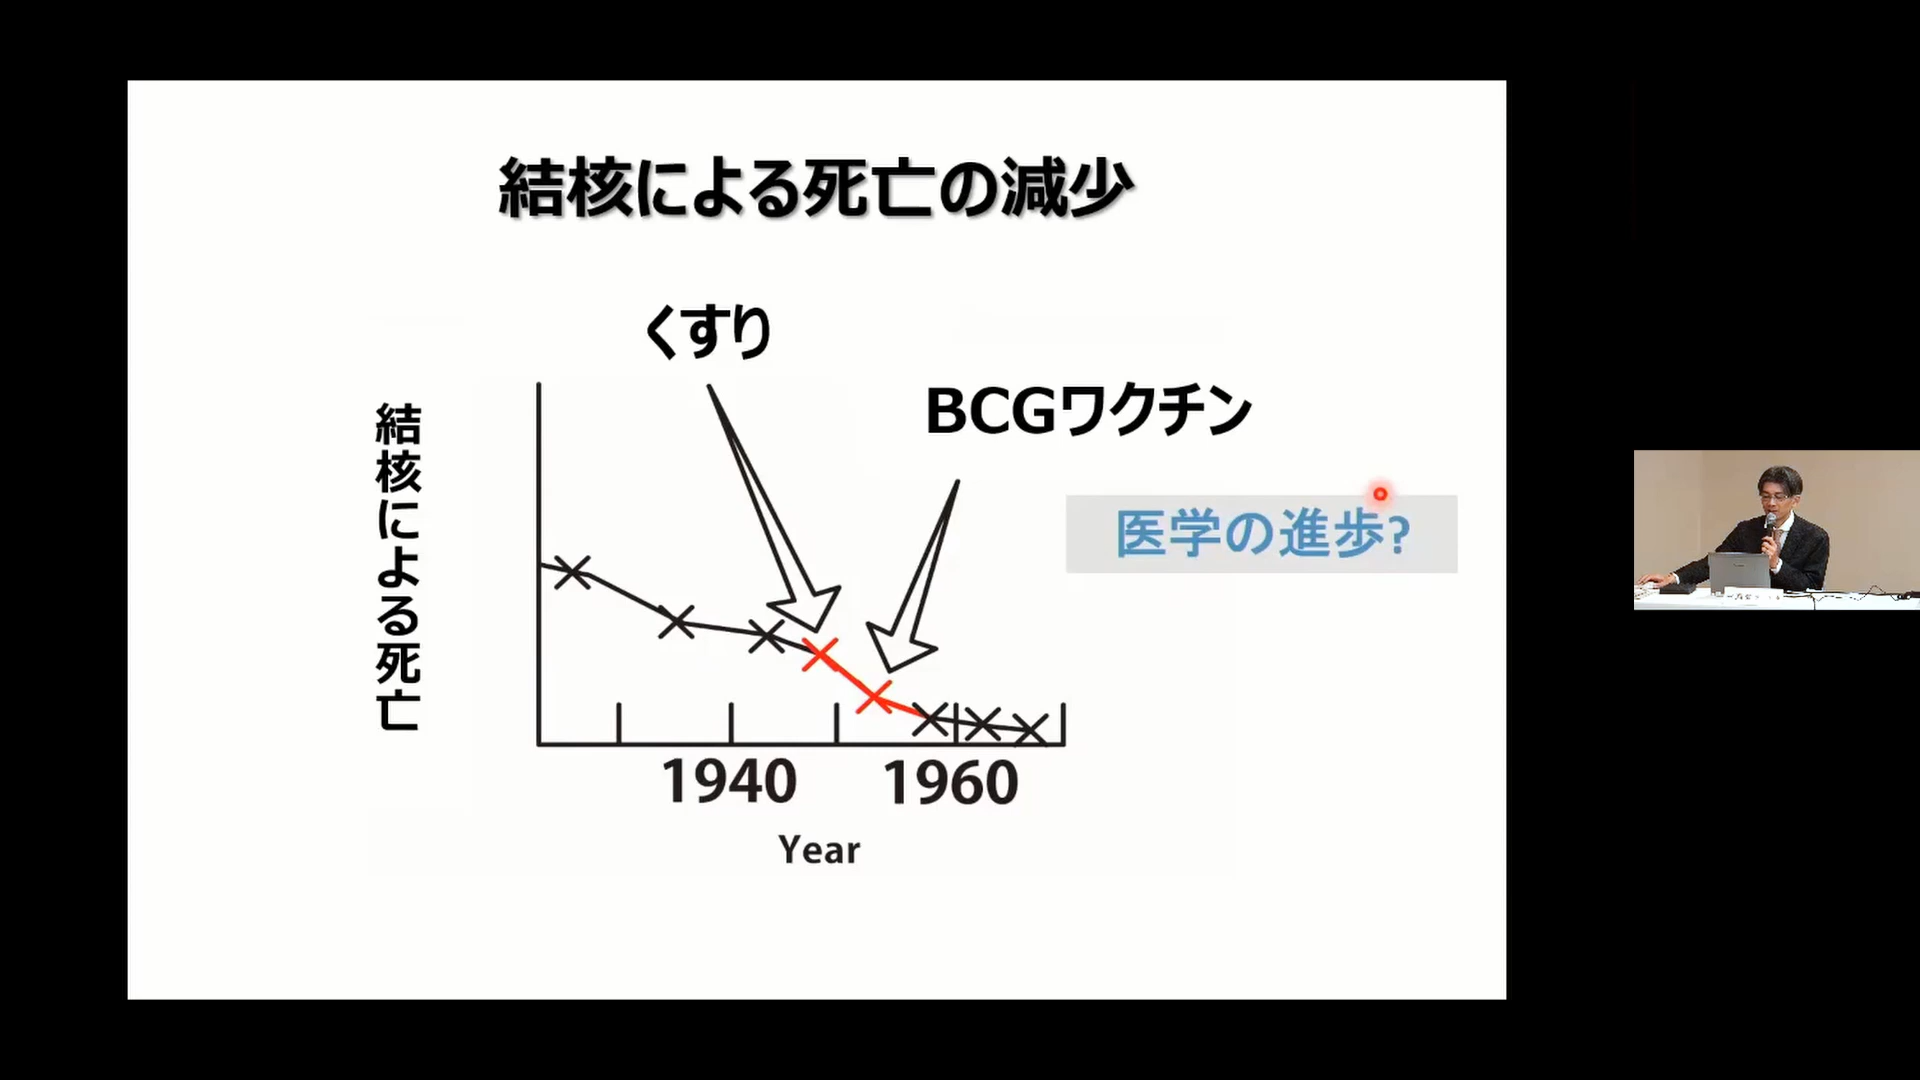 結核による死亡の減少
くすり
BCGワクチン
結核による死亡
医学の進歩?
1940
1960
Year